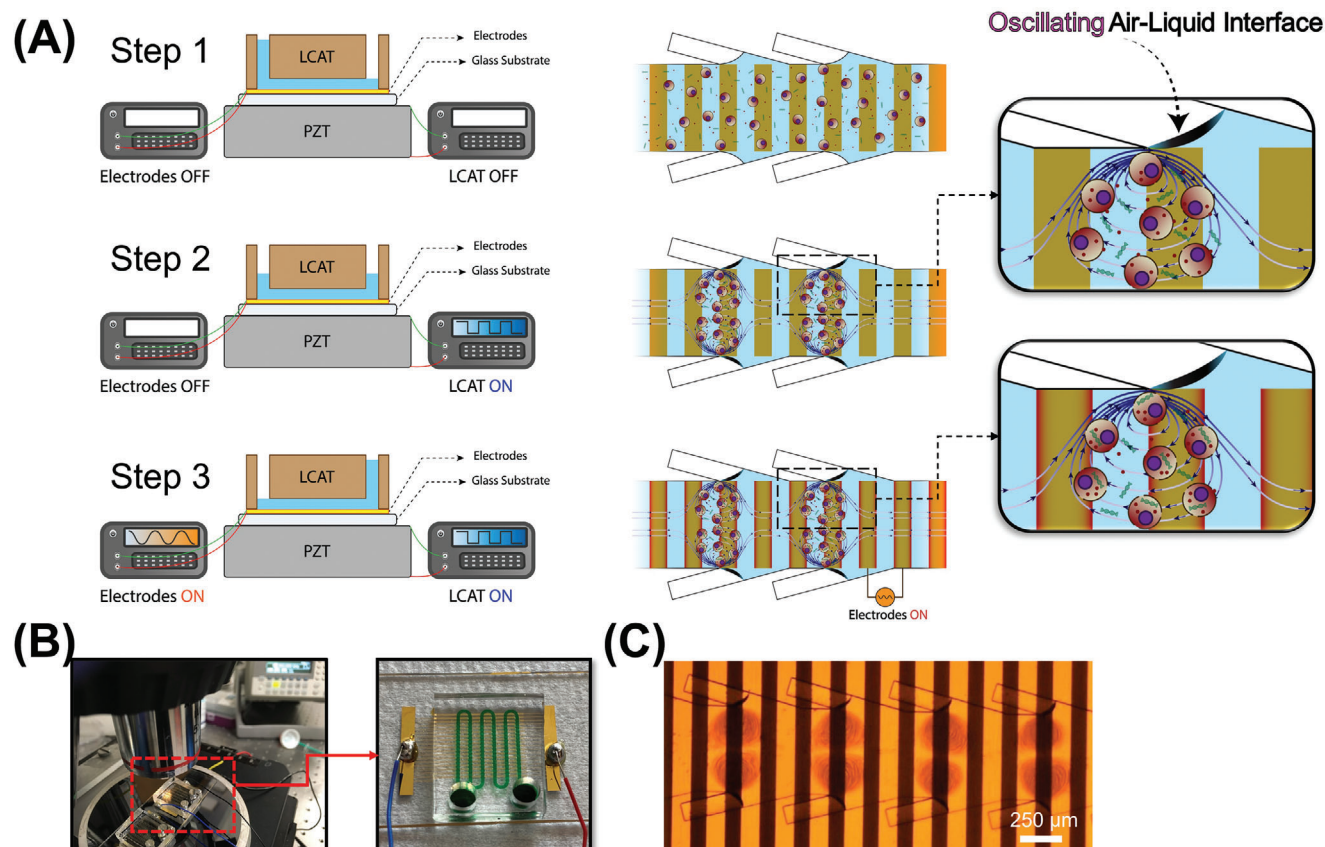 (A)
Step 1
LCAT
Electrodes
Glass Substrate
PZT
Electrodes OFF
LCAT OFF
Oscillating Air-Liquid Interface
Step 2
LCAT
Electrodes
Glass Substrate
PZT
Electrodes OFF
LCAT ON
Step 3
LCAT
Electrodes
Glass Substrate
PZT
Electrodes ON
LCAT ON
Electrodes ON
(B)
(C)
250 µm